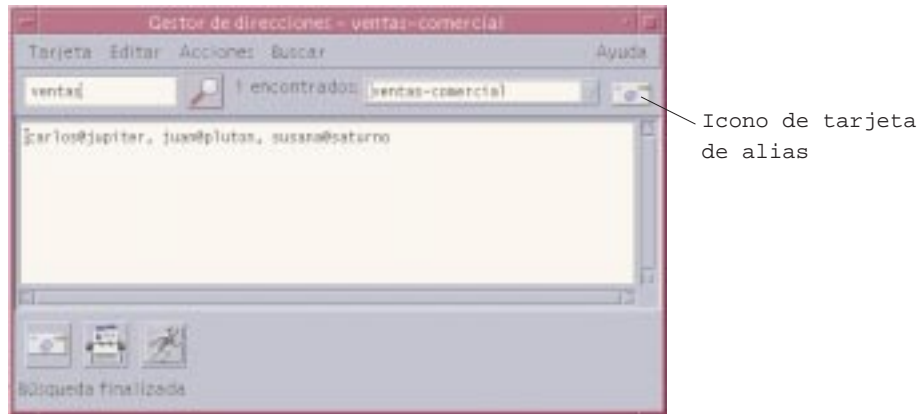 Gestor de direcciones - ventas-comercial
Tarjeta Editar Acciones Buscar Ayuda
ventas 1 encontrados ventas-comercial
carlos@jupiter, juan@pluton, susana@saturno
Icono de tarjeta
de alias
Búsqueda finalizada